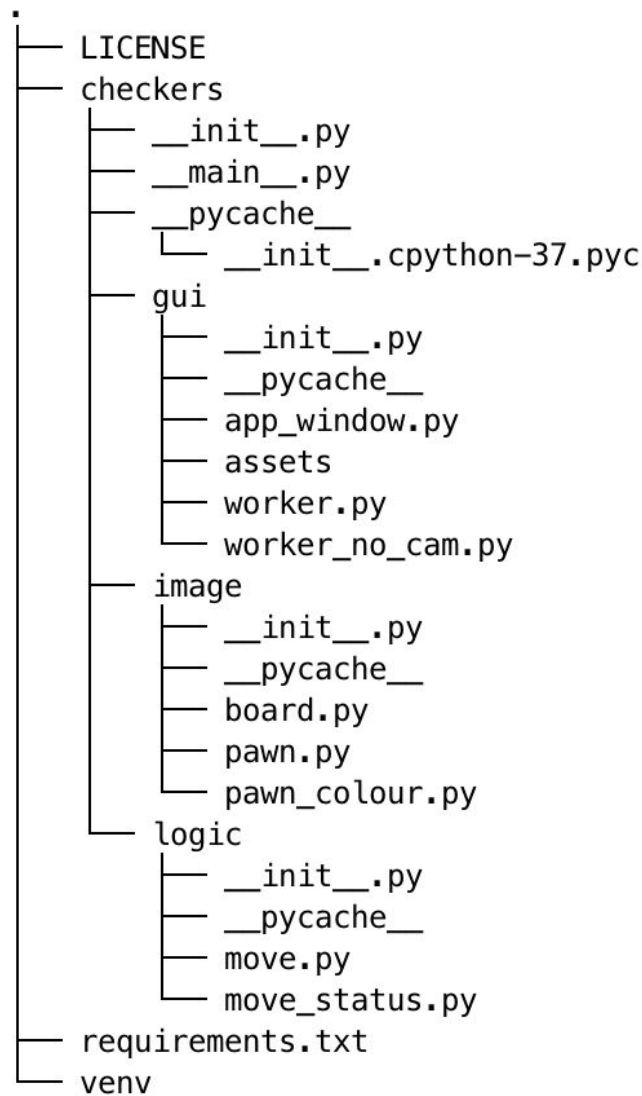 .
├── LICENSE
├── checkers
│   ├── __init__.py
│   ├── __main__.py
│   ├── __pycache__
│   │   └── __init__.cpython-37.pyc
│   ├── gui
│   │   ├── __init__.py
│   │   ├── __pycache__
│   │   ├── app_window.py
│   │   ├── assets
│   │   ├── worker.py
│   │   └── worker_no_cam.py
│   ├── image
│   │   ├── __init__.py
│   │   ├── __pycache__
│   │   ├── board.py
│   │   ├── pawn.py
│   │   └── pawn_colour.py
│   └── logic
│       ├── __init__.py
│       ├── __pycache__
│       ├── move.py
│       └── move_status.py
├── requirements.txt
└── venv